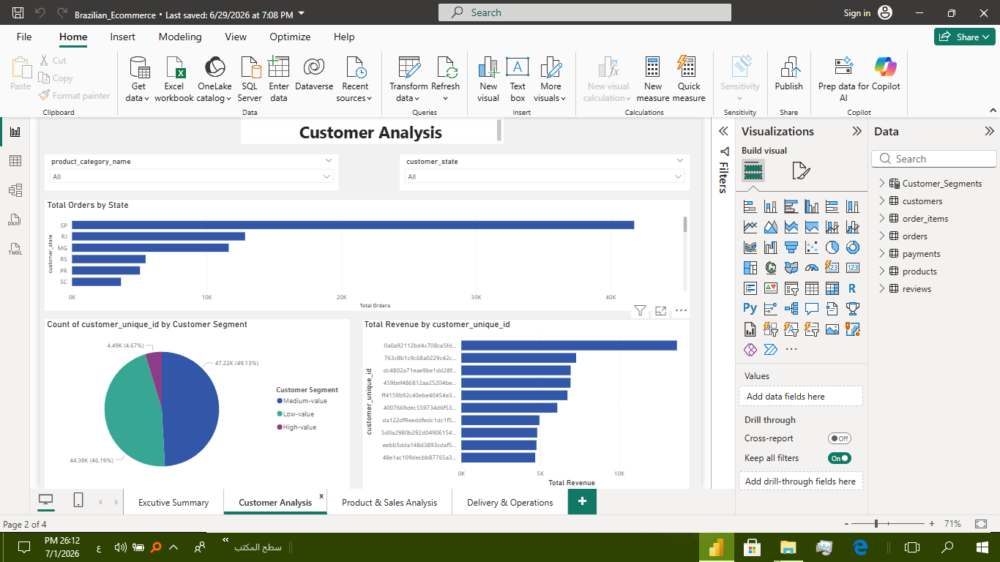 Brazilian_Ecommerce • Last saved: 6/29/2026 at 7:08 PM
Search
Sign in
File
Home
Insert
Modeling
View
Optimize
Help
Share
Paste
Cut
Copy
Format painter
Clipboard
Get data
Excel workbook
OneLake catalog
SQL Server
Enter data
Dataverse
Recent sources
Data
Transform data
Refresh
Queries
New visual
Text box
More visuals
Insert
New visual calculation
New measure
Quick measure
Calculations
Sensitivity
Sensitivity
Publish
Share
Prep data for AI
Copilot
Copilot
Customer Analysis
product_category_name
All
customer_state
All
Total Orders by State
customer_state
SP
RJ
MG
RS
PR
SC
0K
10K
20K
30K
40K
Total Orders
Count of customer_unique_id by Customer Segment
4.49K (4.67%)
47.22K (49.13%)
44.39K (46.19%)
Customer Segment
Medium-value
Low-value
High-value
Total Revenue by customer_unique_id
customer_unique_id
0a0a92112bd4c708ca5fd...
763c8b1c9c68a0229c42c...
dc4802a71eae9be1dd28f...
459bef486812aa25204be...
ff4159b92c40ebe40454e3...
4007669dec559734d6f53...
da122df9eeddfedc1dc1f5...
5d0a2980b292d04906154...
eebb5dda148d3893cdaf5...
48e1ac109decbb87765a3...
0K
5K
10K
Total Revenue
Filters
Visualizations
Build visual
123
123
R
Py
Values
Add data fields here
Drill through
Cross-report
Off
Keep all filters
On
Add drill-through fields here
Data
Search
Customer_Segments
customers
order_items
orders
payments
products
reviews
Excutive Summary
Customer Analysis
x
Product & Sales Analysis
Delivery & Operations
+
Page 2 of 4
- + 71%
PM 26:12
7/1/2026
ع
سطح المكتب